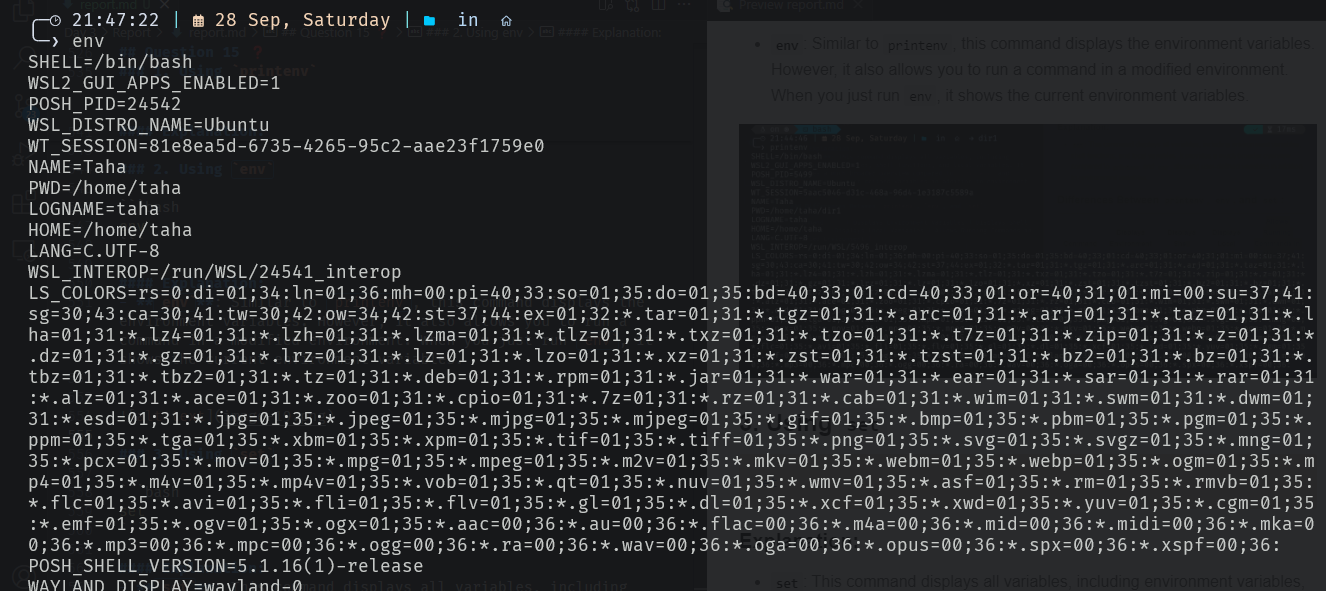 21:47:22 | 28 Sep, Saturday | in
env
SHELL=/bin/bash
WSL2_GUI_APPS_ENABLED=1
POSH_PID=24542
WSL_DISTRO_NAME=Ubuntu
WT_SESSION=81e8ea5d-6735-4265-95c2-aae23f1759e0
NAME=Taha
PWD=/home/taha
LOGNAME=taha
HOME=/home/taha
LANG=C.UTF-8
WSL_INTEROP=/run/WSL/24541_interop
LS_COLORS=rs=0:di=01;34:ln=01;36:mh=00:pi=40;33:so=01;35:do=01;35:bd=40;33;01:cd=40;33;01:or=40;31;01:mi=00:su=37;41:
sg=30;43:ca=30;41:tw=30;42:ow=34;42:st=37;44:ex=01;32:*.tar=01;31:*.tgz=01;31:*.arc=01;31:*.arj=01;31:*.taz=01;31:*.l
ha=01;31:*.lz4=01;31:*.lzh=01;31:*.lzma=01;31:*.tlz=01;31:*.txz=01;31:*.tzo=01;31:*.t7z=01;31:*.zip=01;31:*.z=01;31:*
.dz=01;31:*.gz=01;31:*.lrz=01;31:*.lz=01;31:*.lzo=01;31:*.xz=01;31:*.zst=01;31:*.tzst=01;31:*.bz2=01;31:*.bz=01;31:*.
tbz=01;31:*.tbz2=01;31:*.tz=01;31:*.deb=01;31:*.rpm=01;31:*.jar=01;31:*.war=01;31:*.ear=01;31:*.sar=01;31:*.rar=01;31
:*.alz=01;31:*.ace=01;31:*.zoo=01;31:*.cpio=01;31:*.7z=01;31:*.rz=01;31:*.cab=01;31:*.wim=01;31:*.swm=01;31:*.dwm=01;
31:*.esd=01;31:*.jpg=01;35:*.jpeg=01;35:*.mjpg=01;35:*.mjpeg=01;35:*.gif=01;35:*.bmp=01;35:*.pbm=01;35:*.pgm=01;35:*.
ppm=01;35:*.tga=01;35:*.xbm=01;35:*.xpm=01;35:*.tif=01;35:*.tiff=01;35:*.png=01;35:*.svg=01;35:*.svgz=01;35:*.mng=01;
35:*.pcx=01;35:*.mov=01;35:*.mpg=01;35:*.mpeg=01;35:*.m2v=01;35:*.mkv=01;35:*.webm=01;35:*.webp=01;35:*.ogm=01;35:*.m
p4=01;35:*.m4v=01;35:*.mp4v=01;35:*.vob=01;35:*.qt=01;35:*.nuv=01;35:*.wmv=01;35:*.asf=01;35:*.rm=01;35:*.rmvb=01;35:
*.flc=01;35:*.avi=01;35:*.fli=01;35:*.flv=01;35:*.gl=01;35:*.dl=01;35:*.xcf=01;35:*.xwd=01;35:*.yuv=01;35:*.cgm=01;35
:*.emf=01;35:*.ogv=01;35:*.ogx=01;35:*.aac=00;36:*.au=00;36:*.flac=00;36:*.m4a=00;36:*.mid=00;36:*.midi=00;36:*.mka=0
0;36:*.mp3=00;36:*.mpc=00;36:*.ogg=00;36:*.ra=00;36:*.wav=00;36:*.oga=00;36:*.opus=00;36:*.spx=00;36:*.xspf=00;36:
POSH_SHELL_VERSION=5.1.16(1)-release
WAYLAND_DISPLAY=wayland-0
Preview report.md
env Similar to printenv, this command displays the environment variables.
However, it also allows you to run a command in a modified environment.
When you just run env, it shows the current environment variables.
set This command displays all variables, including environment variables,
## Question 15
### 2. Using `env`